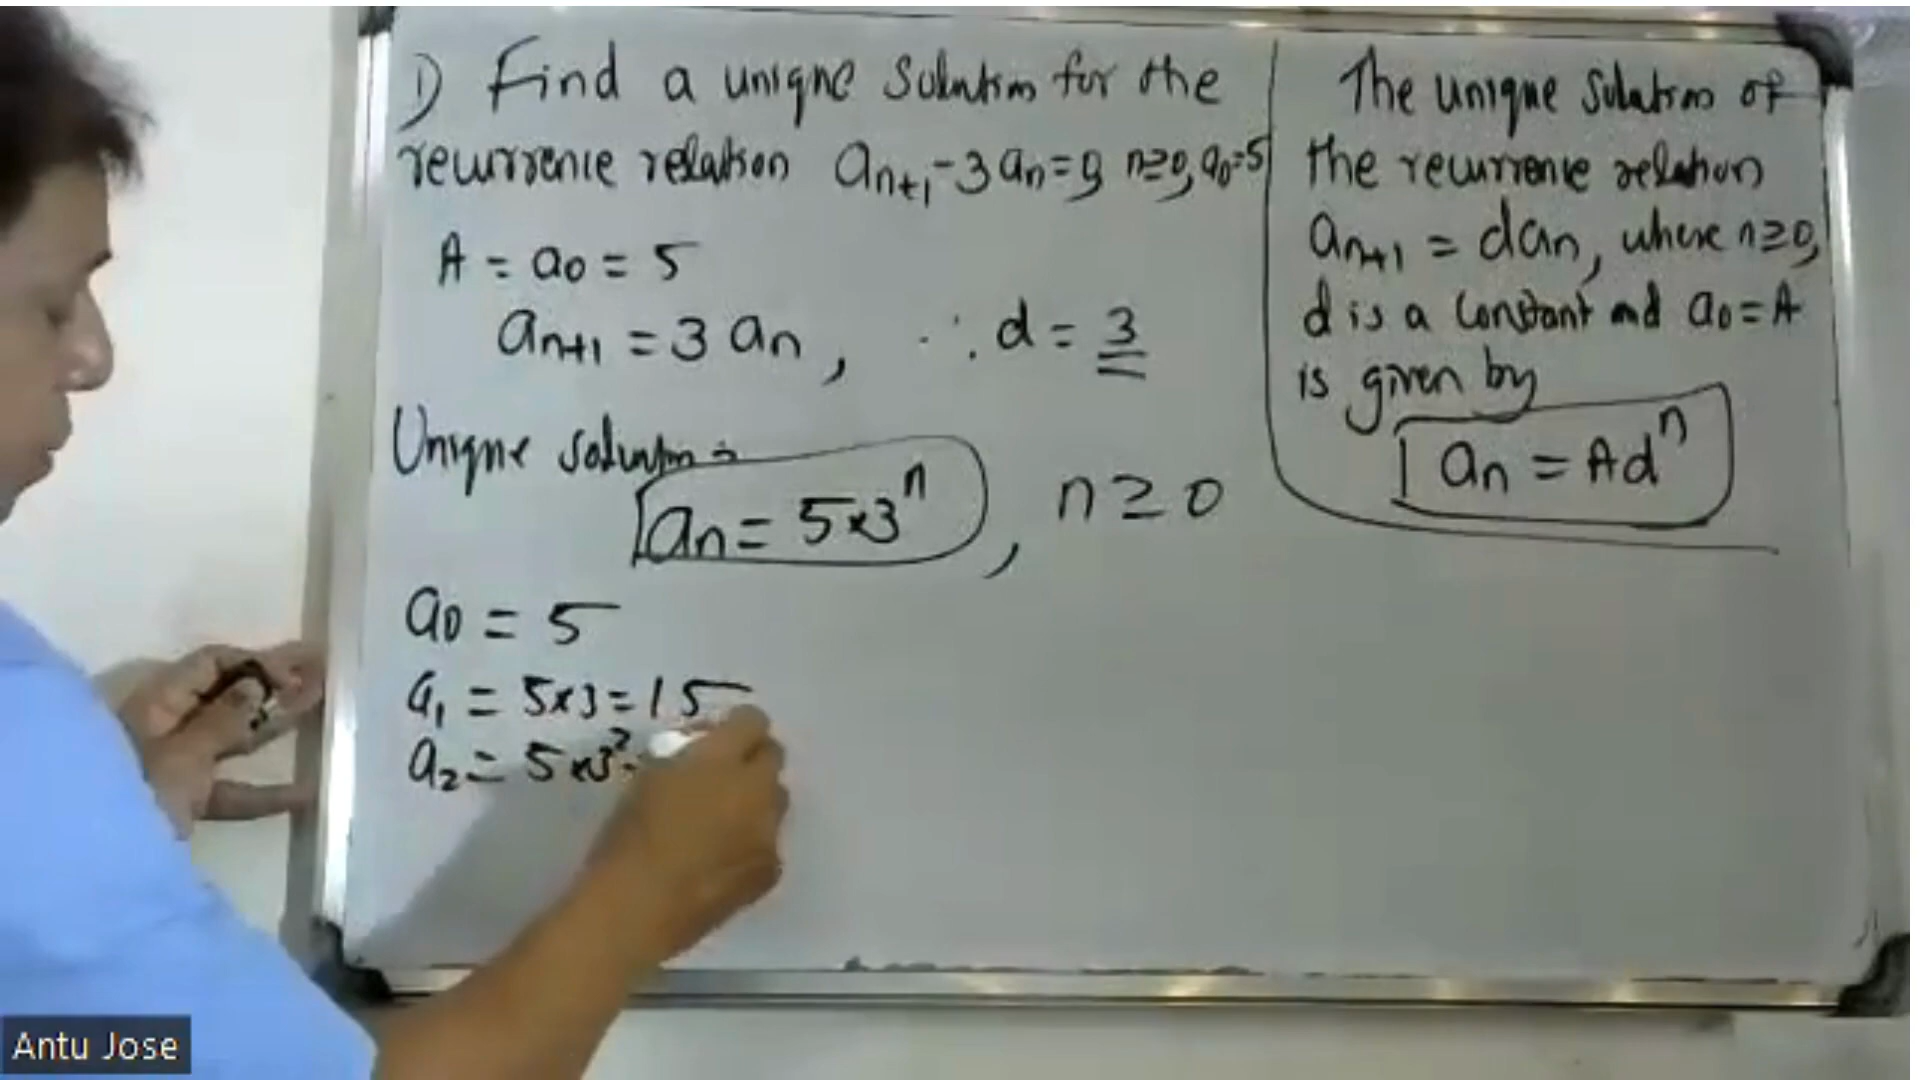 1) Find a unique solution for the
recurrence relation an+1 - 3an = 0, n≥0, a0=5
A = a0 = 5
an+1 = 3 an, ∴ d = 3
Unique solution =
an = 5×3^n, n ≥ 0
a0 = 5
a1 = 5×3 = 15
a2 = 5×3^2 =
The unique solution of
the recurrence relation
an+1 = dan, where n≥0,
d is a constant and a0 = A
is given by
an = Ad^n
Antu Jose